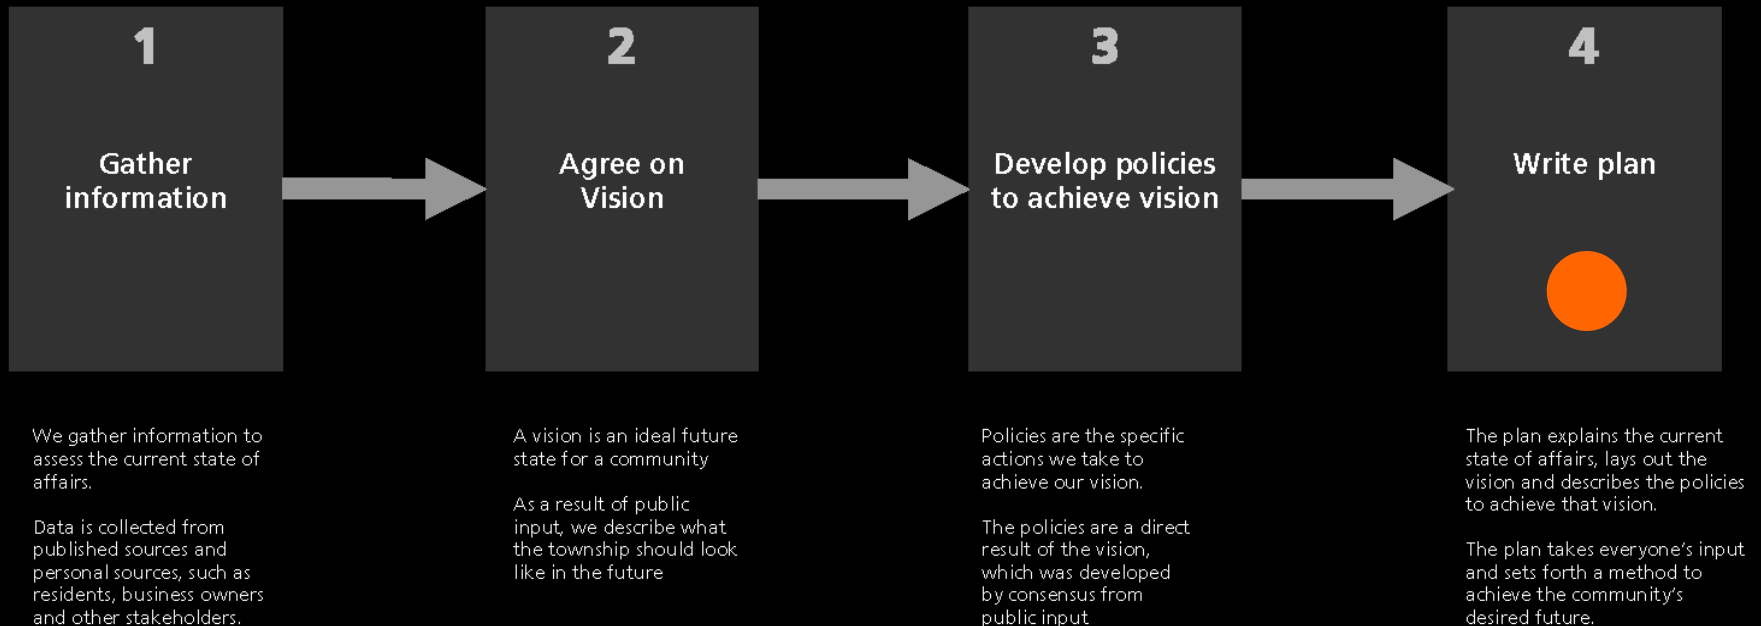 1
Gather
information
We gather information to
assess the current state of
affairs.
Data is collected from
published sources and
personal sources, such as
residents, business owners
and other stakeholders.
2
Agree on
Vision
A vision is an ideal future
state for a community
As a result of public
input, we describe what
the township should look
like in the future
3
Develop policies
to achieve vision
Policies are the specific
actions we take to
achieve our vision.
The policies are a direct
result of the vision,
which was developed
by consensus from
public input
4
Write plan
The plan explains the current
state of affairs, lays out the
vision and describes the policies
to achieve that vision.
The plan takes everyone's input
and sets forth a method to
achieve the community's
desired future.